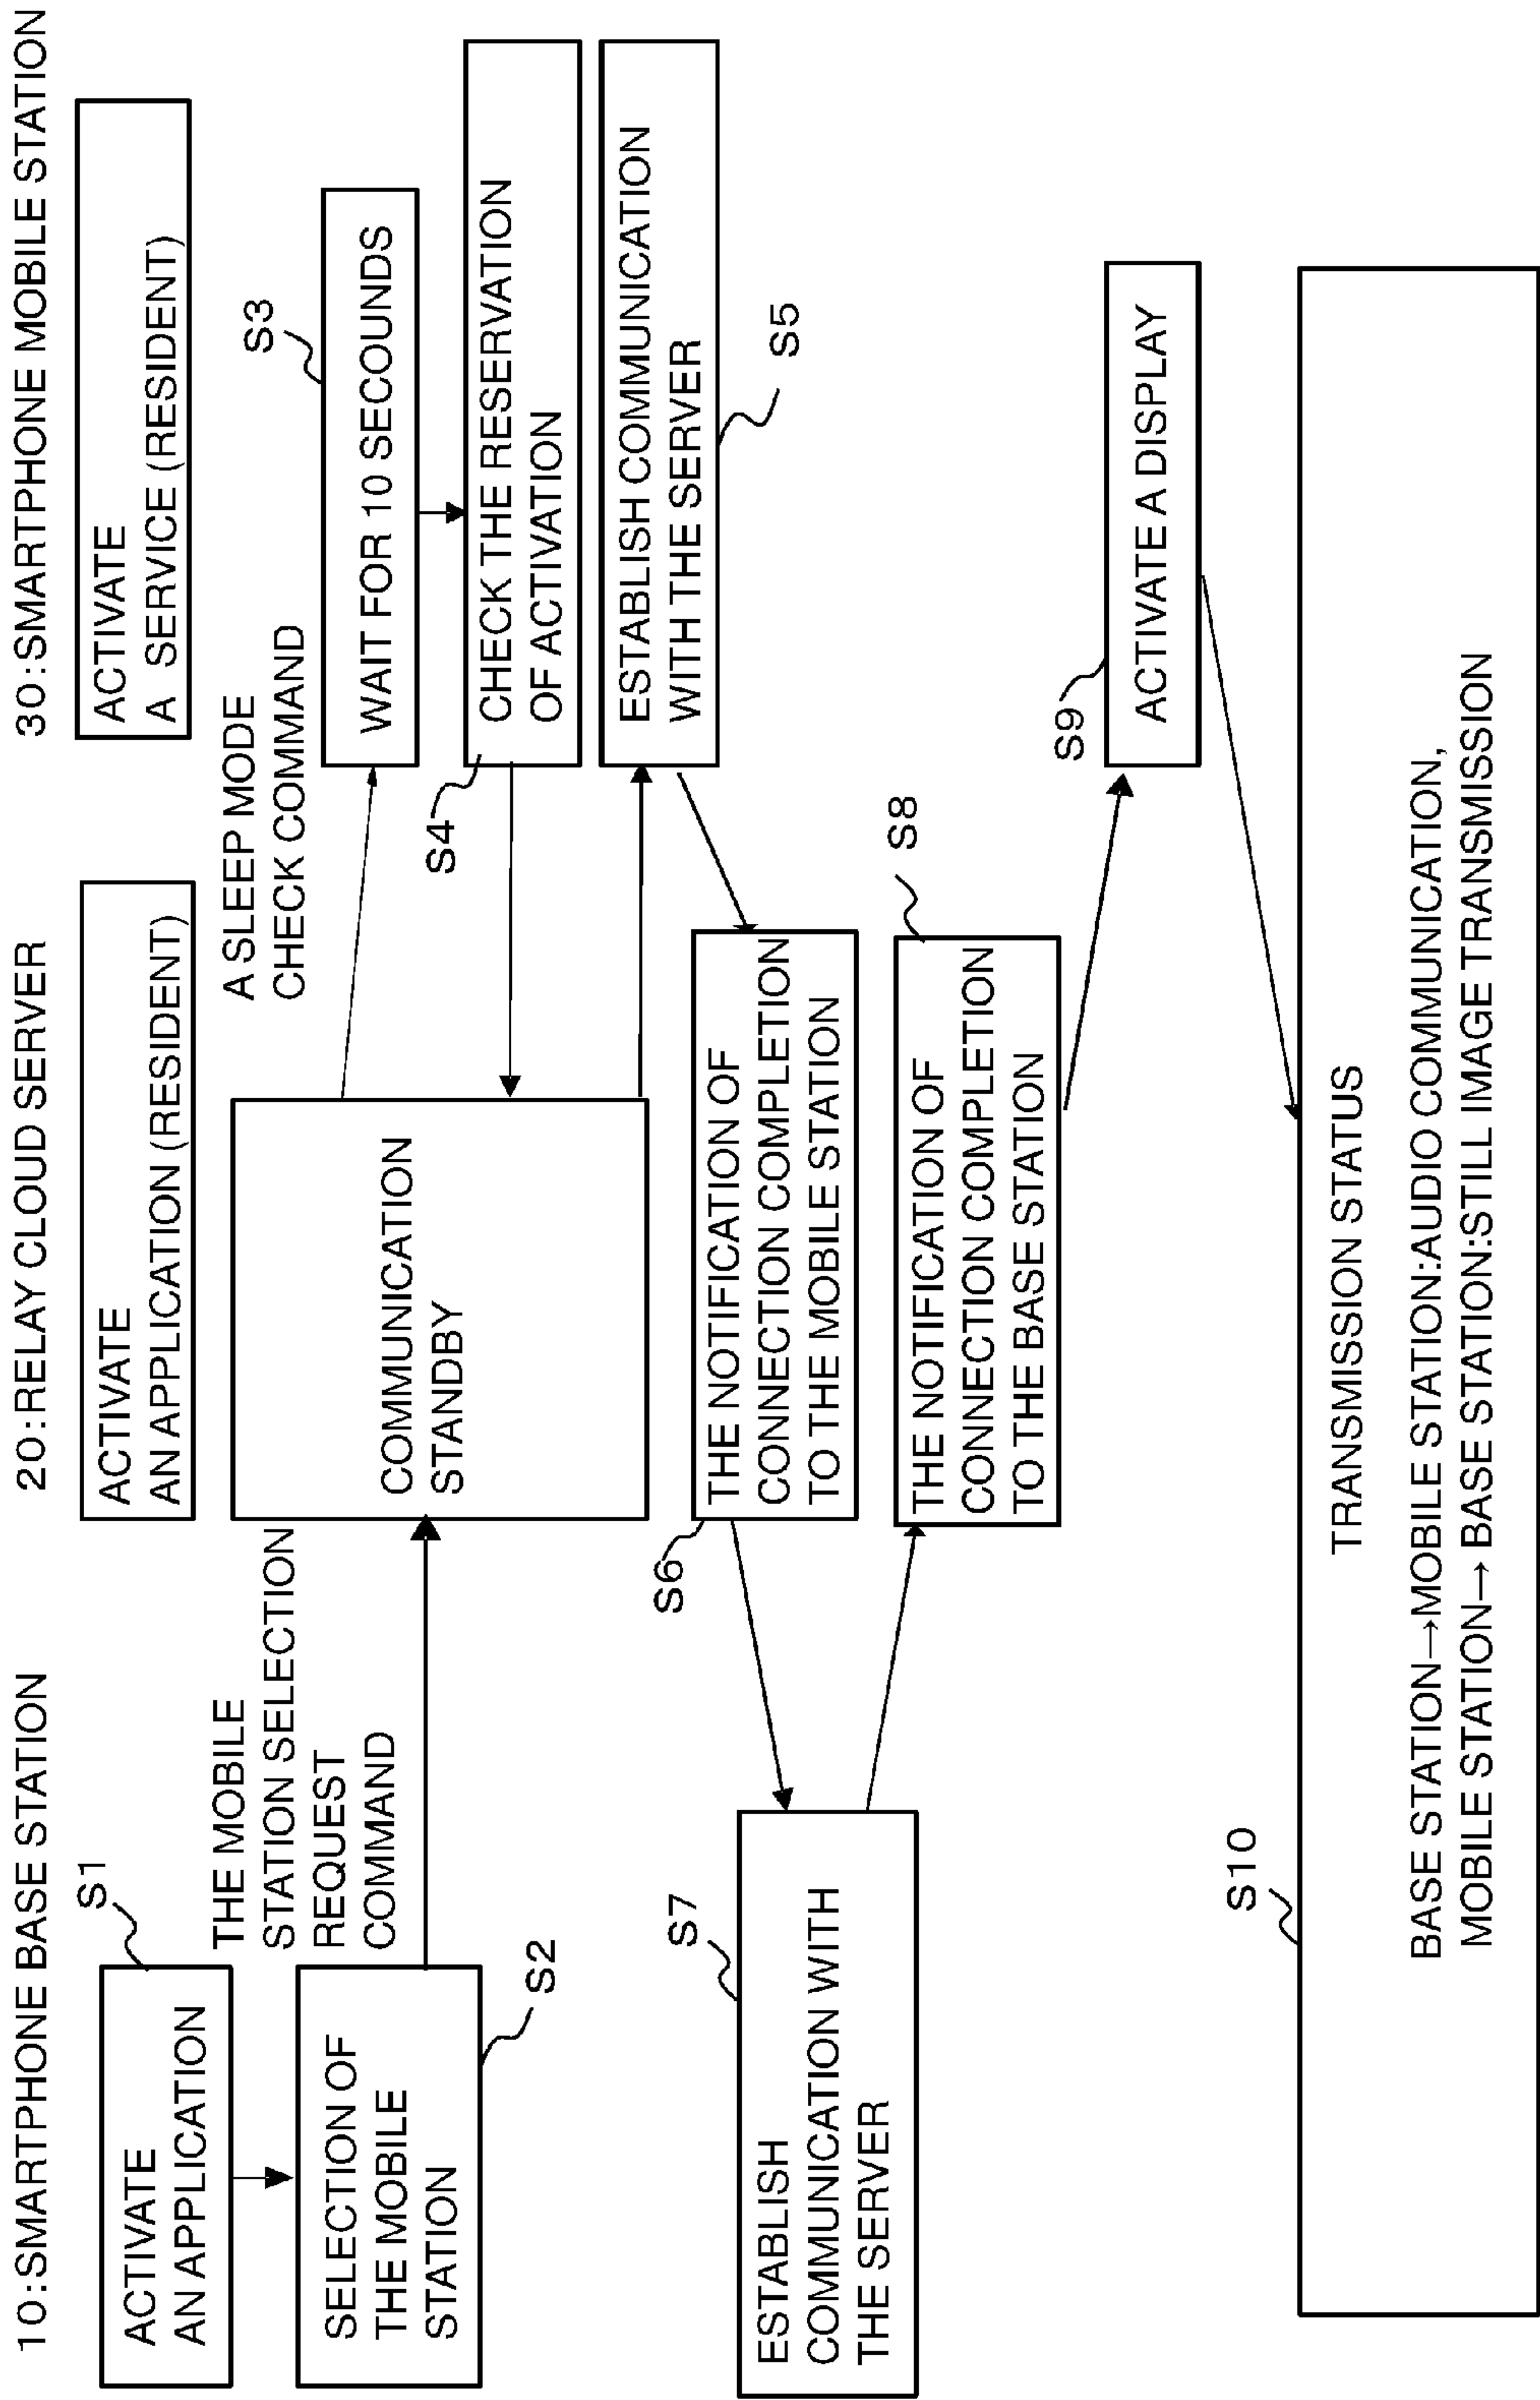 10:SMARTPHONE BASE STATION
20:RELAY CLOUD SERVER
30:SMARTPHONE MOBILE STATION
S1
ACTIVATE
AN APPLICATION
ACTIVATE
AN APPLICATION (RESIDENT)
ACTIVATE
A SERVICE (RESIDENT)
THE MOBILE
STATION SELECTION
REQUEST
COMMAND
A SLEEP MODE
CHECK COMMAND
S3
SELECTION OF
THE MOBILE
STATION
S2
COMMUNICATION
STANDBY
WAIT FOR 10 SECOUNDS
S4
CHECK THE RESERVATION
OF ACTIVATION
ESTABLISH COMMUNICATION
WITH THE SERVER
S5
S6
THE NOTIFICATION OF
CONNECTION COMPLETION
TO THE MOBILE STATION
S7
ESTABLISH
COMMUNICATION WITH
THE SERVER
S8
THE NOTIFICATION OF
CONNECTION COMPLETION
TO THE BASE STATION
S9
ACTIVATE A DISPLAY
S10
TRANSMISSION STATUS
BASE STATION→MOBILE STATION:AUDIO COMMUNICATION,
MOBILE STATION→ BASE STATION:STILL IMAGE TRANSMISSION